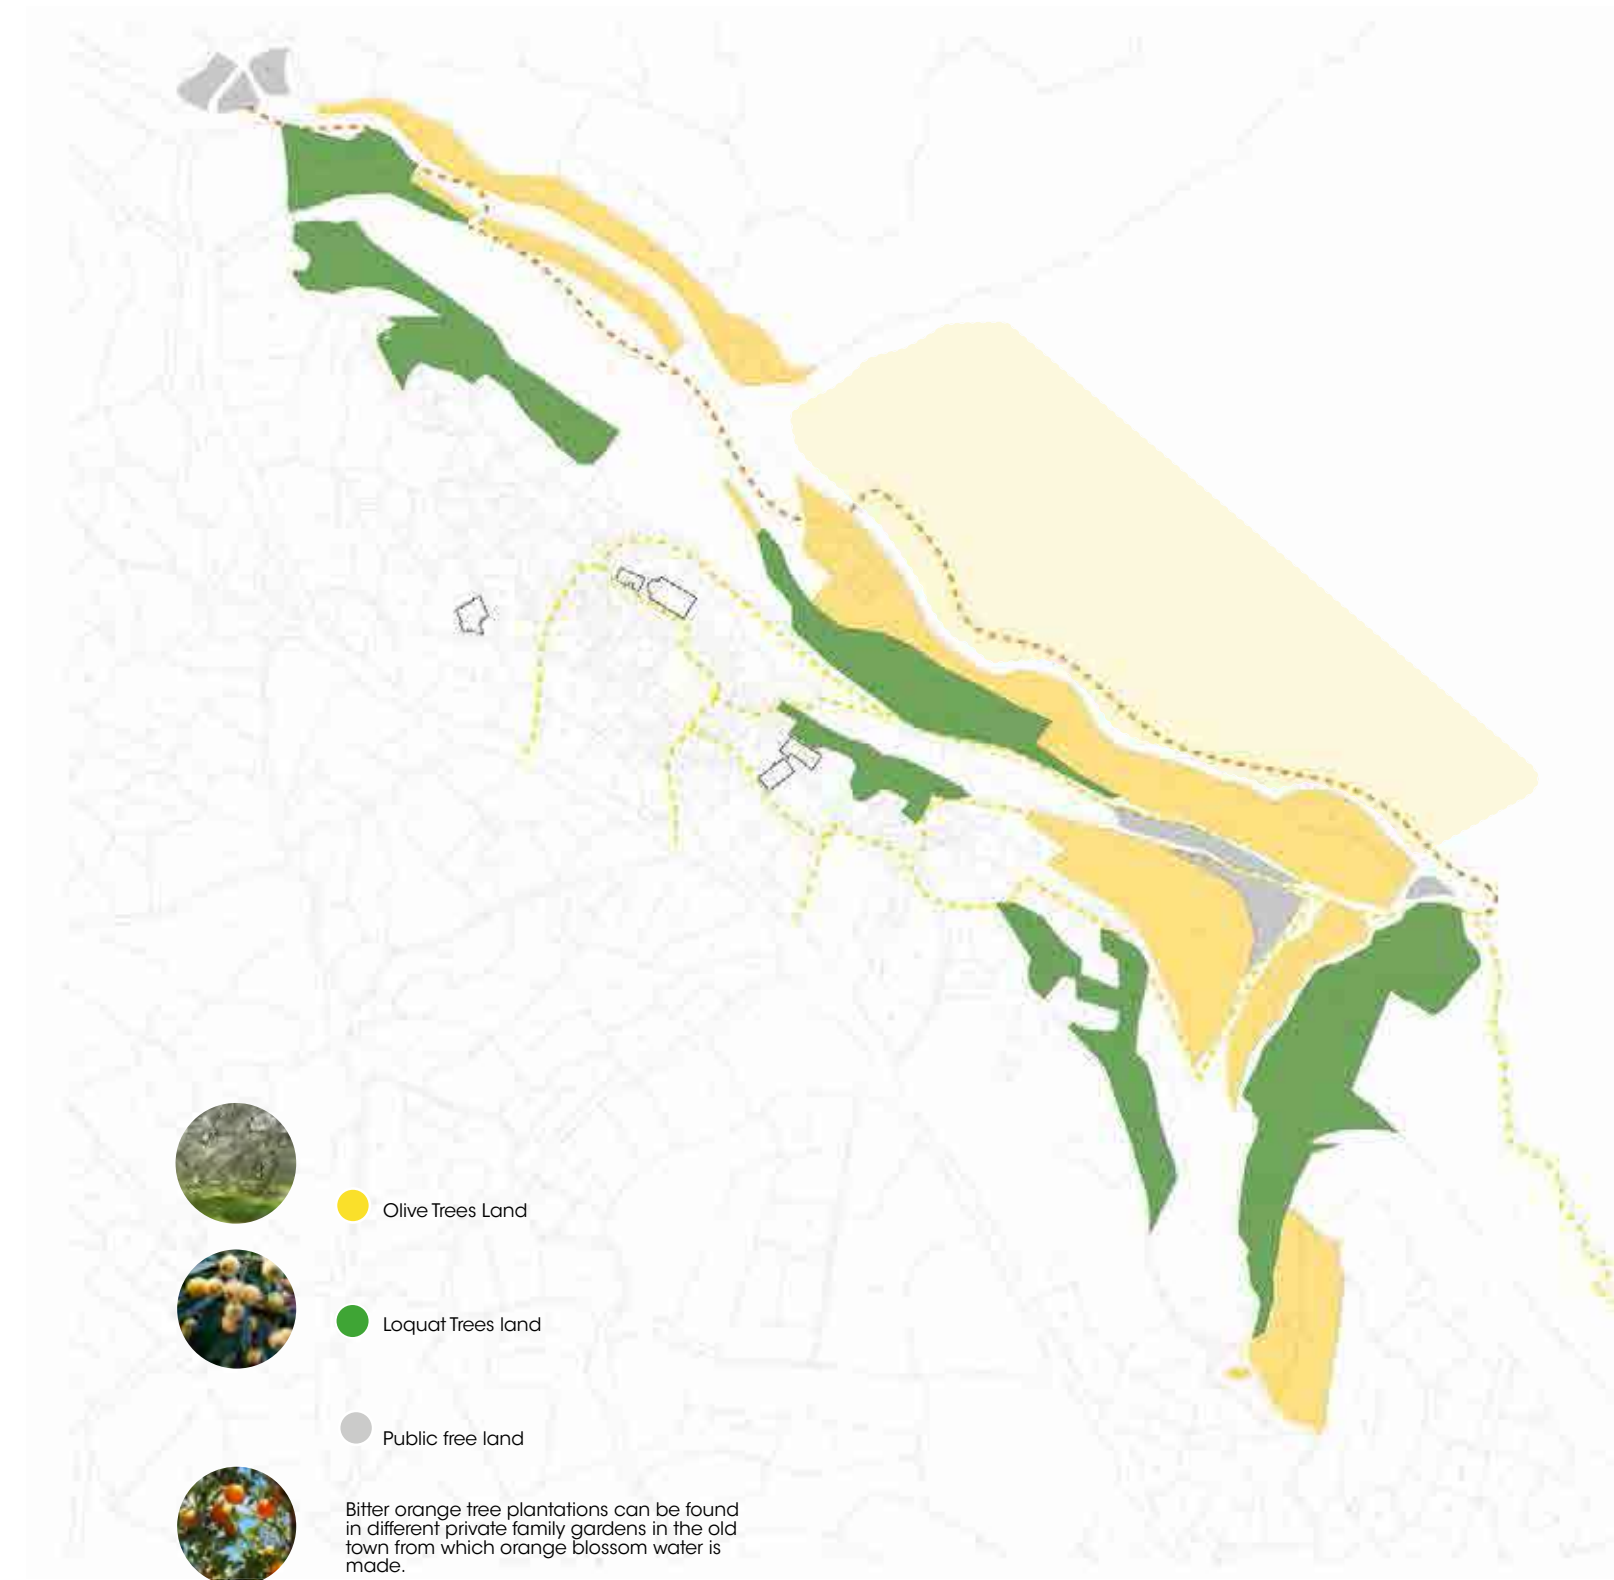 Olive Trees Land
Loquat Trees land
Public free land
Bitter orange tree plantations can be found
in different private family gardens in the old
town from which orange blossom water is
made.